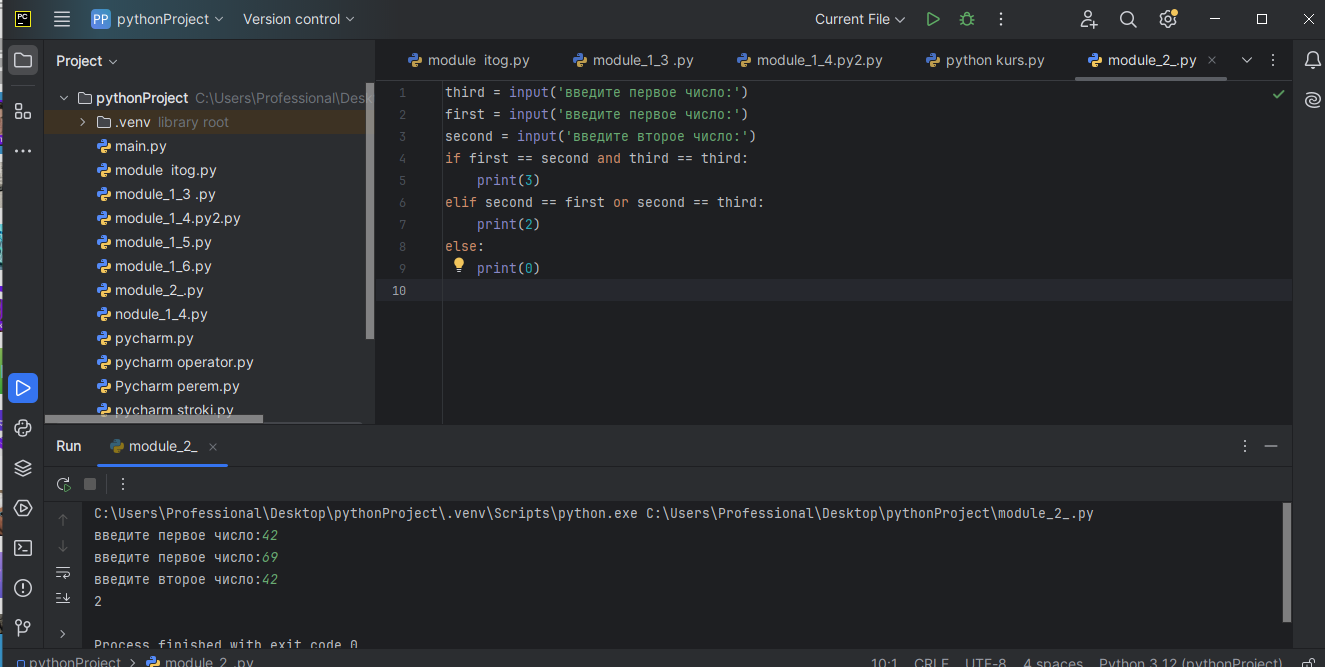 PC PP pythonProject Version control Current File
Project
module itog.py module_1_3 .py module_1_4.py2.py python kurs.py module_2_.py
pythonProject C:\Users\Professional\Desk
.venv library root
main.py
module itog.py
module_1_3 .py
module_1_4.py2.py
module_1_5.py
module_1_6.py
module_2_.py
nodule_1_4.py
pycharm.py
pycharm operator.py
Pycharm perem.py
pycharm stroki.py
1 third = input('введите первое число:')
2 first = input('введите первое число:')
3 second = input('введите второе число:')
4 if first == second and third == third:
5 print(3)
6 elif second == first or second == third:
7 print(2)
8 else:
9 print(0)
10
Run module_2_
C:\Users\Professional\Desktop\pythonProject\.venv\Scripts\python.exe C:\Users\Professional\Desktop\pythonProject\module_2_.py
введите первое число:42
введите первое число:69
введите второе число:42
2
Process finished with exit code 0
pythonProject module_2_.py 10:1 CRLF UTF-8 4 spaces Python 3.12 (pythonProject)